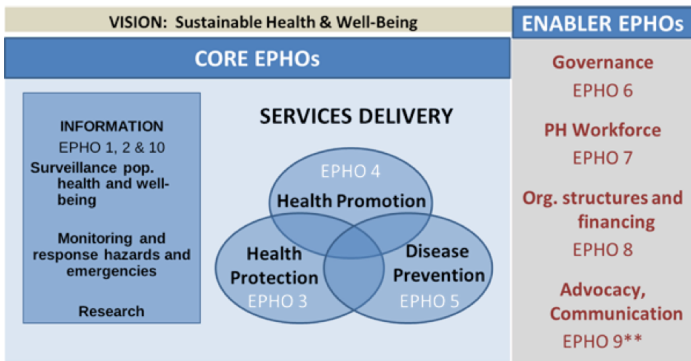 VISION: Sustainable Health & Well-Being
CORE EPHOs
INFORMATION
EPHO 1, 2 & 10
Surveillance pop.
health and well-
being
Monitoring and
response hazards and
emergencies
Research
SERVICES DELIVERY
EPHO 4
Health Promotion
Health
Protection
EPHO 3
Disease
Prevention
EPHO 5
ENABLER EPHOs
Governance
EPHO 6
PH Workforce
EPHO 7
Org. structures and
financing
EPHO 8
Advocacy,
Communication
EPHO 9**